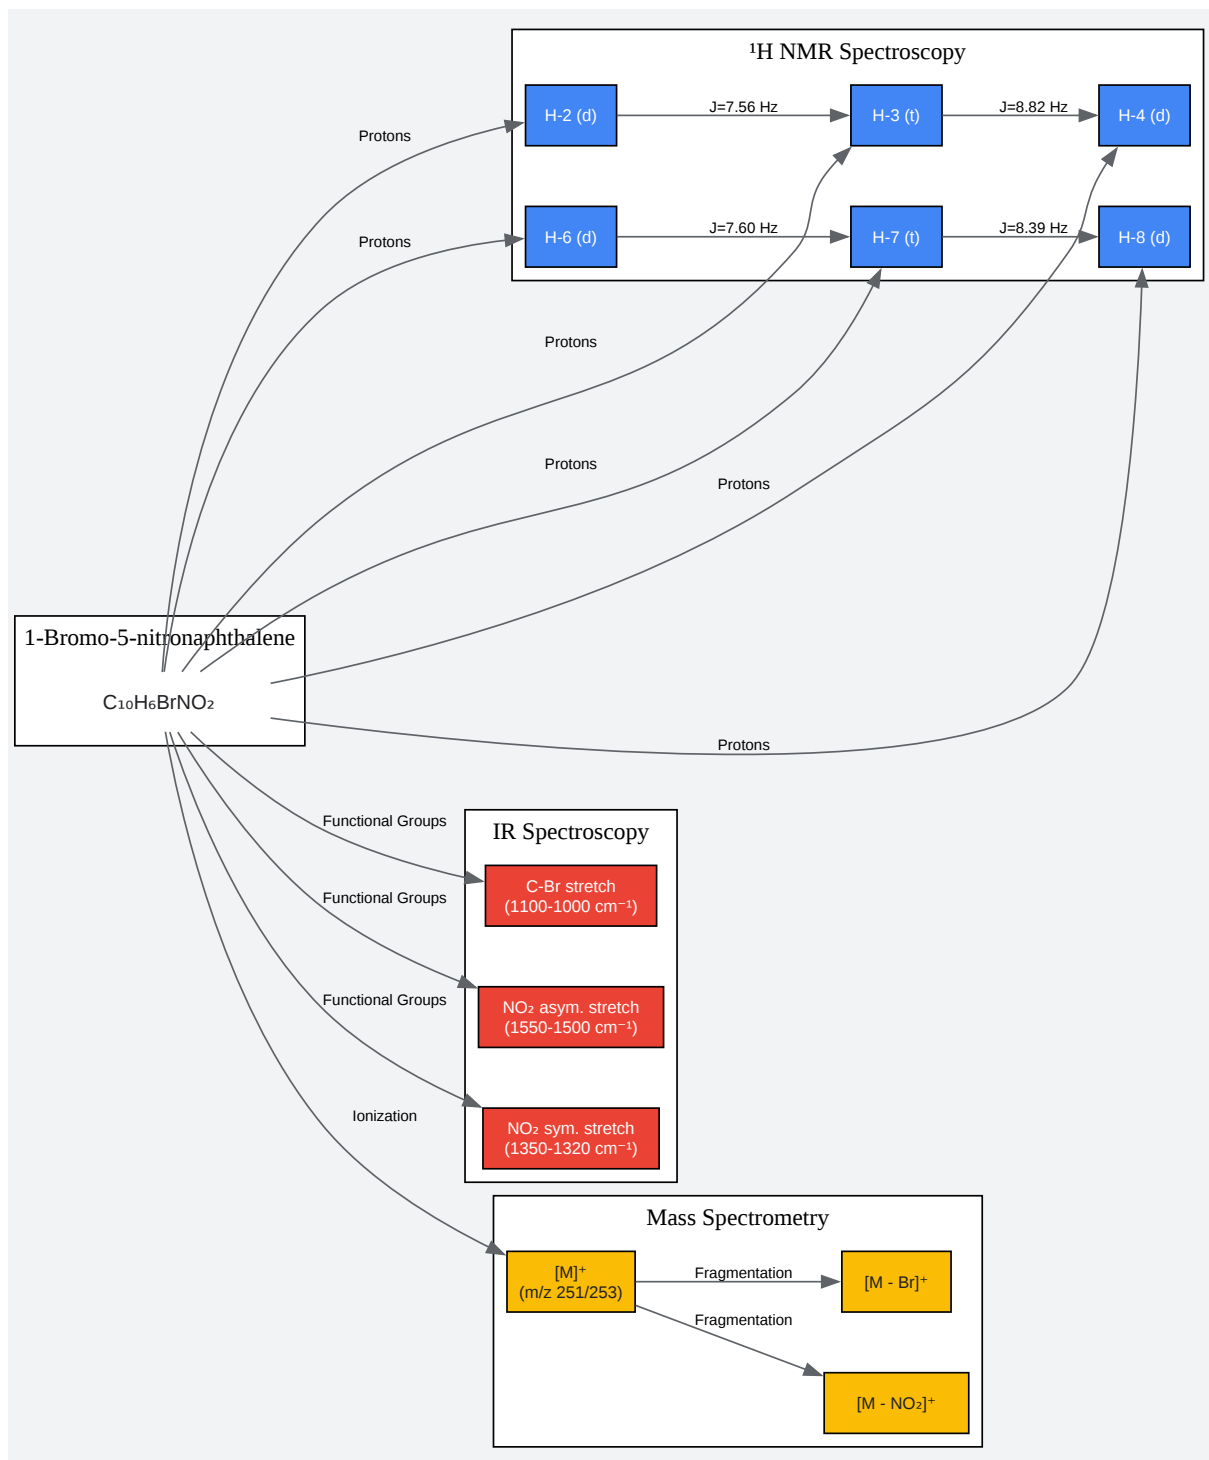 ¹H NMR Spectroscopy
H-2 (d)
J=7.56 Hz
H-3 (t)
J=8.82 Hz
H-4 (d)
Protons
H-6 (d)
J=7.60 Hz
H-7 (t)
J=8.39 Hz
H-8 (d)
Protons
Protons
Protons
Protons
1-Bromo-5-nitronaphthalene
C₁₀H₆BrNO₂
Protons
Functional Groups
IR Spectroscopy
C-Br stretch
(1100-1000 cm⁻¹)
Functional Groups
NO₂ asym. stretch
(1550-1500 cm⁻¹)
Functional Groups
NO₂ sym. stretch
(1350-1320 cm⁻¹)
Ionization
Mass Spectrometry
[M]⁺
(m/z 251/253)
Fragmentation
[M - Br]⁺
Fragmentation
[M - NO₂]⁺